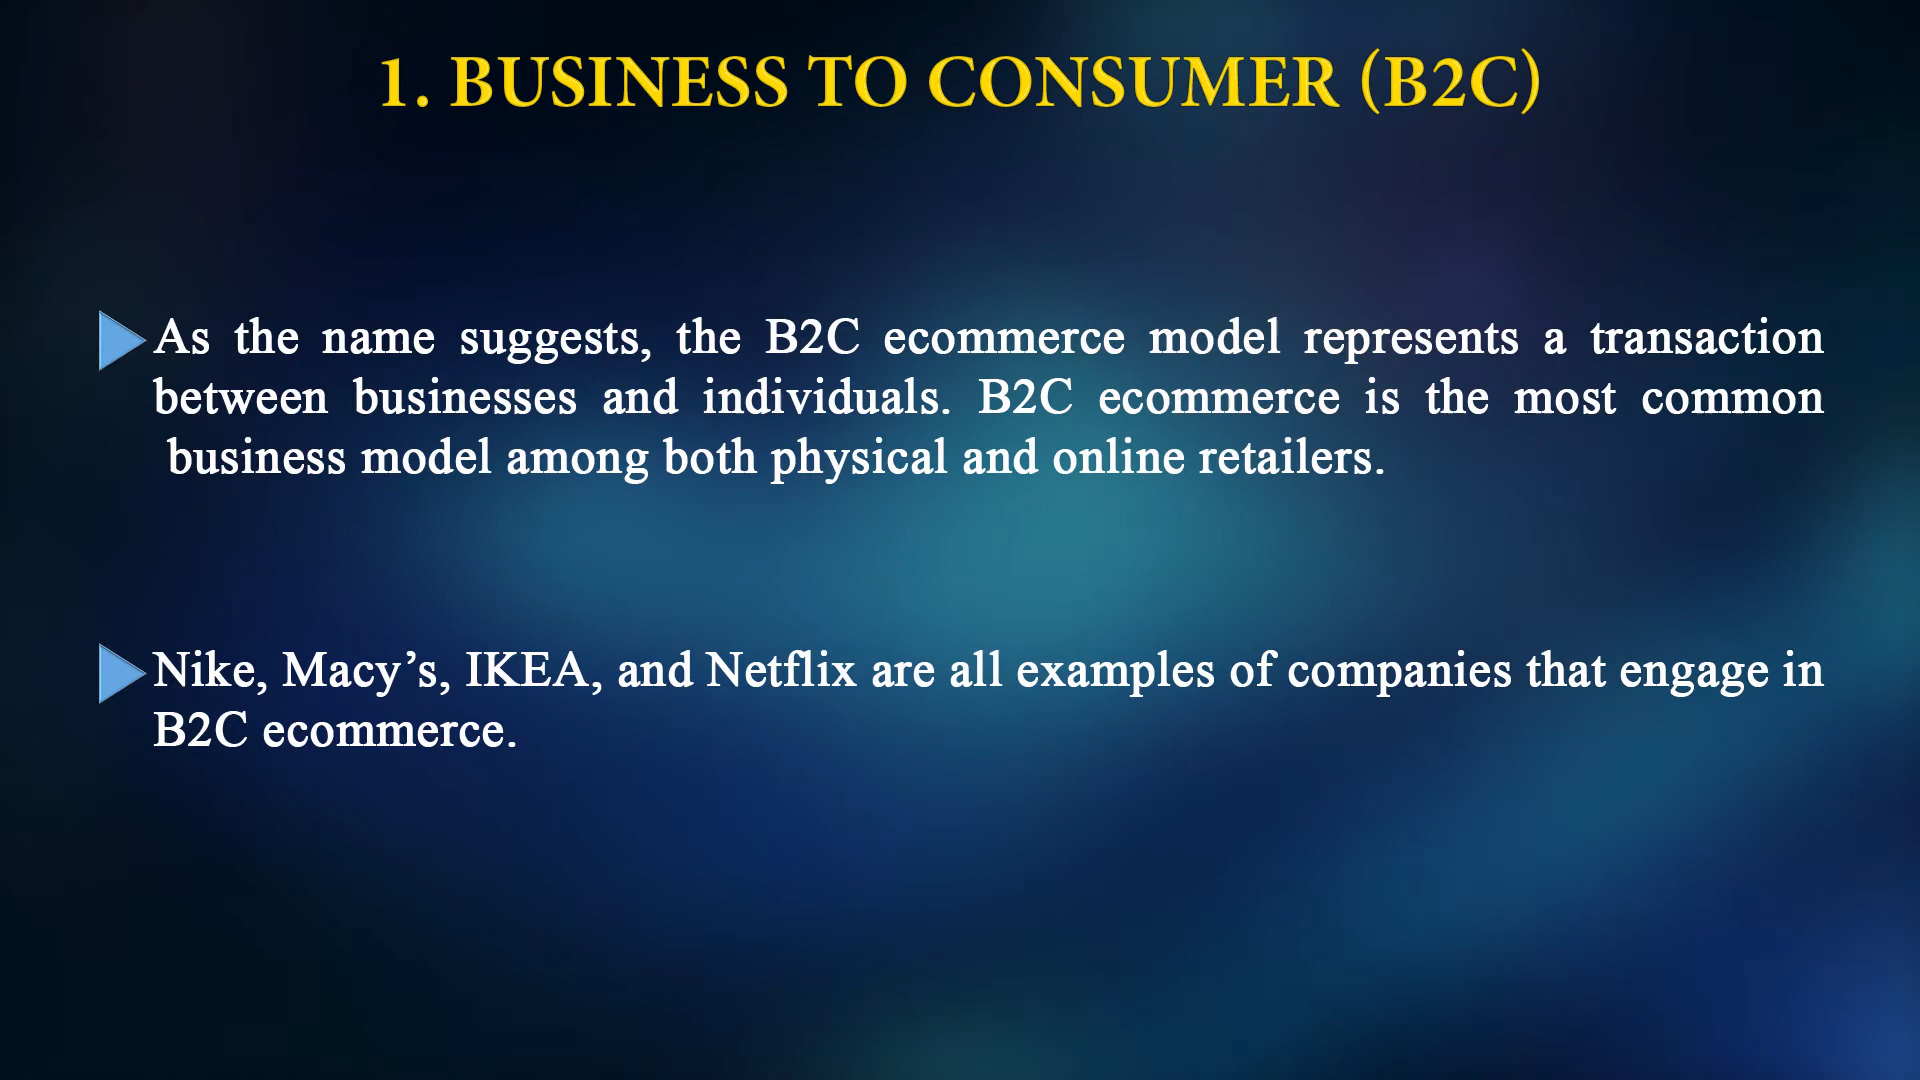 1. BUSINESS TO CONSUMER (B2C)
As the name suggests, the B2C ecommerce model represents a transaction
between businesses and individuals. B2C ecommerce is the most common
business model among both physical and online retailers.
Nike, Macy’s, IKEA, and Netflix are all examples of companies that engage in
B2C ecommerce.